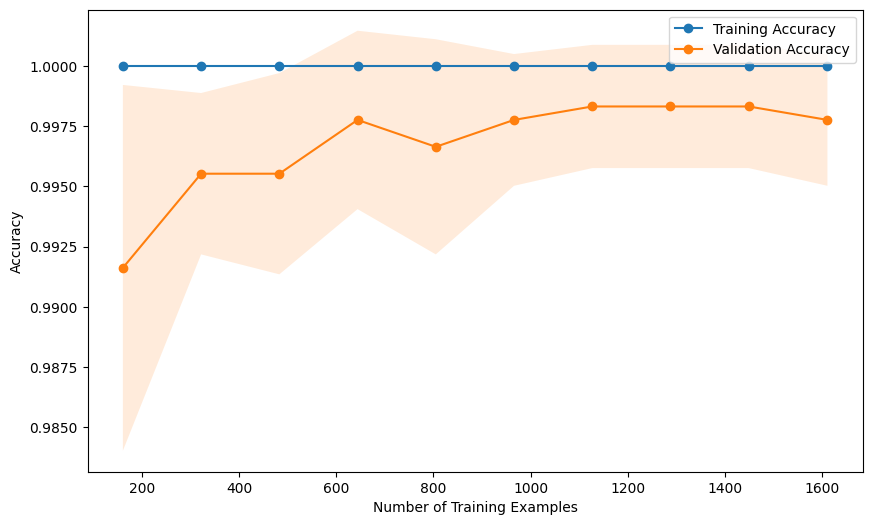 Training Accuracy
Validation Accuracy
1.0000
0.9975
0.9950
0.9925
0.9900
0.9875
0.9850
Accuracy
200 400 600 800 1000 1200 1400 1600
Number of Training Examples